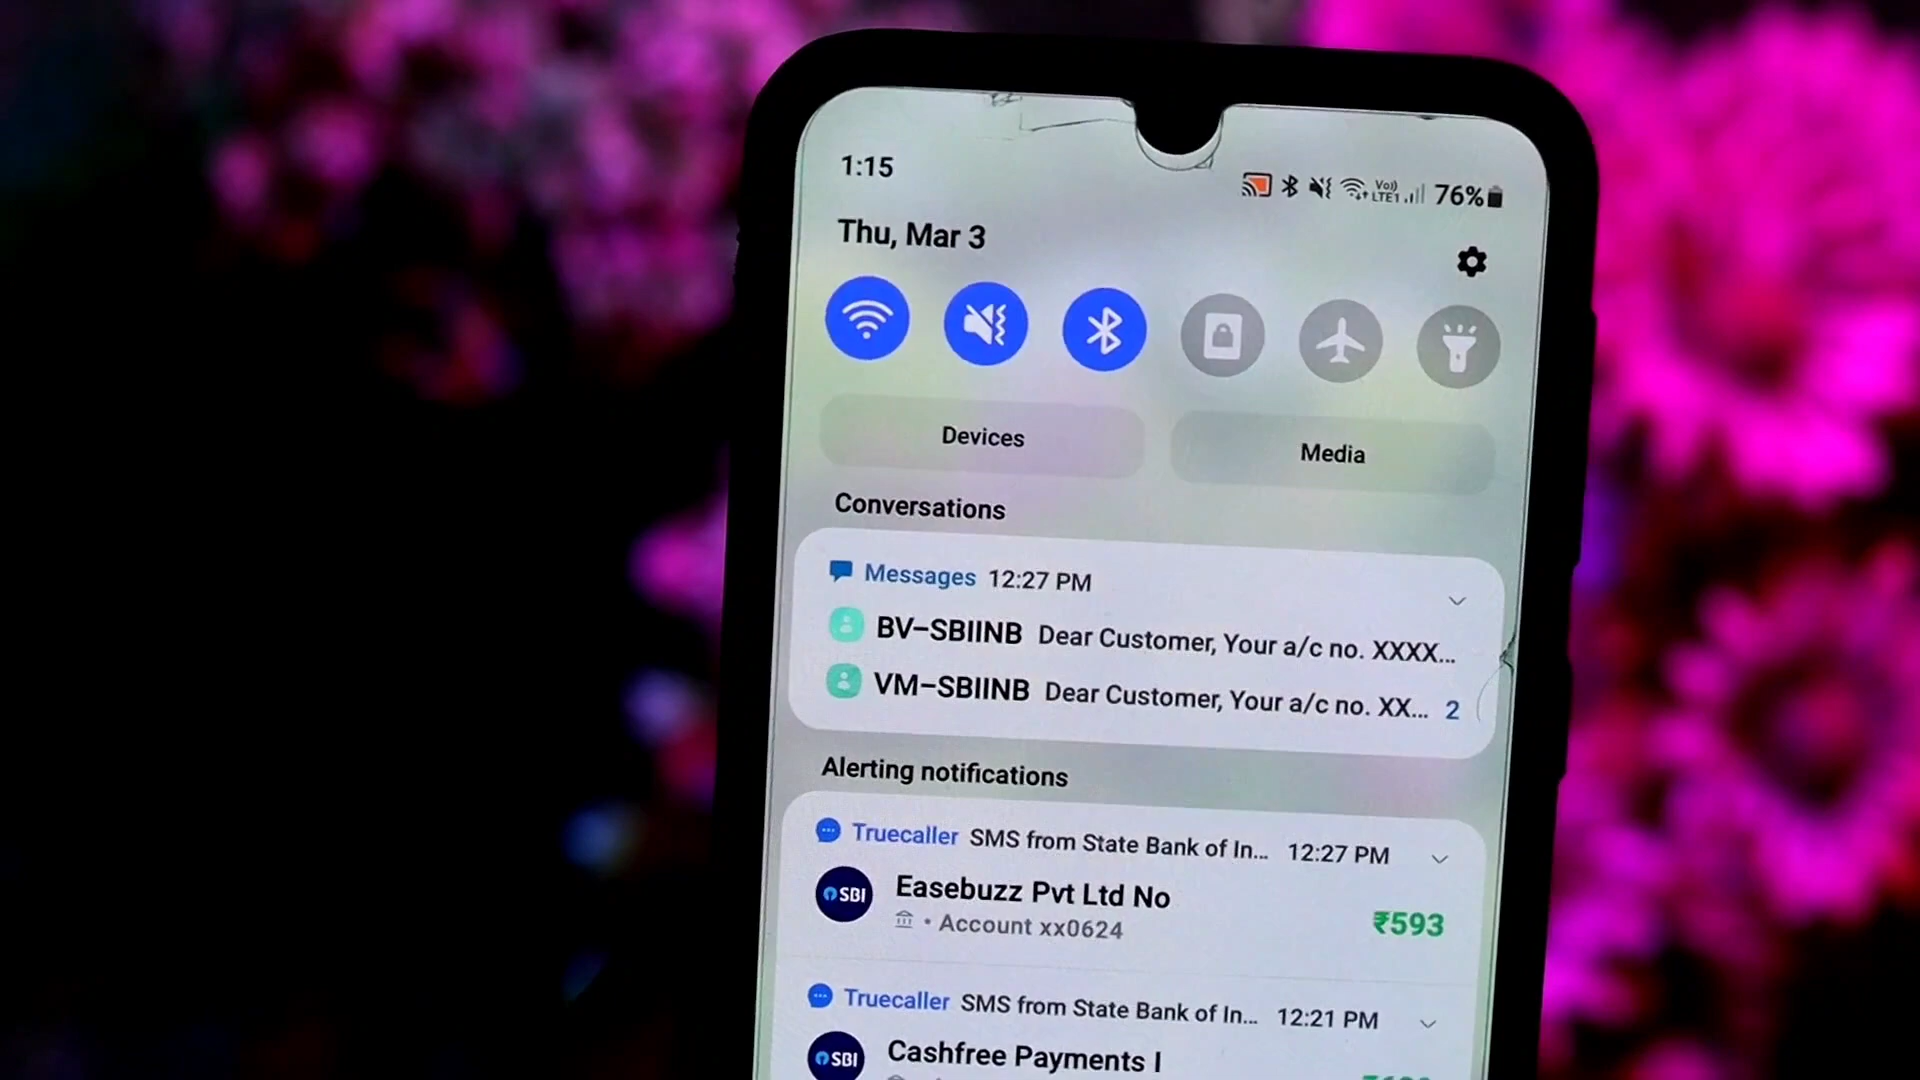 1:15
Vo))
LTE1
76%
Thu, Mar 3
Devices
Media
Conversations
Messages 12:27 PM
BV-SBIINB Dear Customer, Your a/c no. XXXX...
VM-SBIINB Dear Customer, Your a/c no. XX... 2
Alerting notifications
Truecaller SMS from State Bank of In... 12:27 PM
SBI
Easebuzz Pvt Ltd No
• Account xx0624
₹593
Truecaller SMS from State Bank of In... 12:21 PM
SBI
Cashfree Payments I